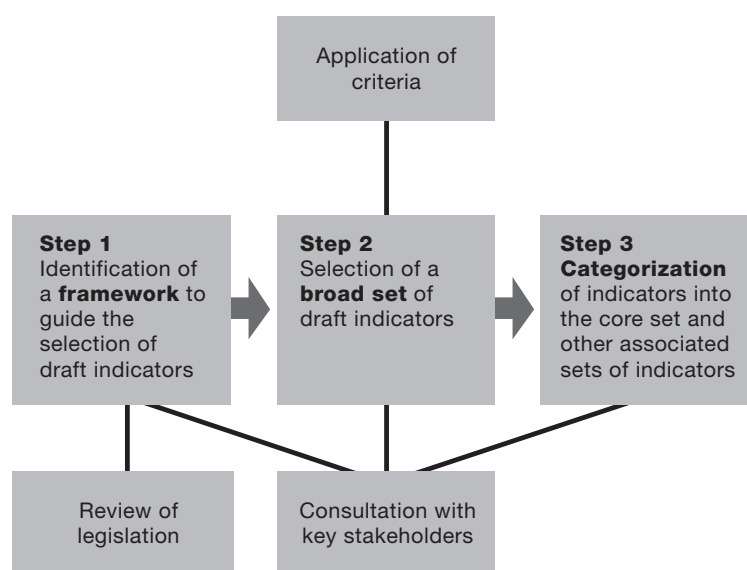 Application of
criteria
Step 1
Identification of
a framework to
guide the
selection of
draft indicators
Step 2
Selection of a
broad set of
draft indicators
Step 3
Categorization
of indicators into
the core set and
other associated
sets of indicators
Review of
legislation
Consultation with
key stakeholders